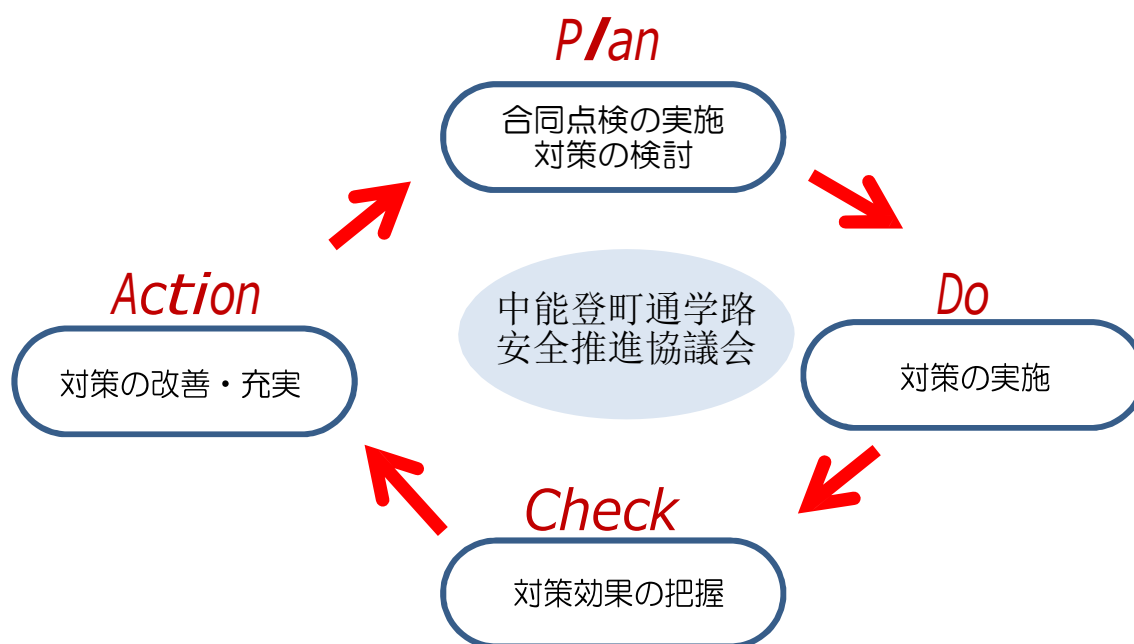 Plan
合同点検の実施
対策の検討
Action
対策の改善・充実
中能登町通学路
安全推進協議会
Do
対策の実施
Check
対策効果の把握